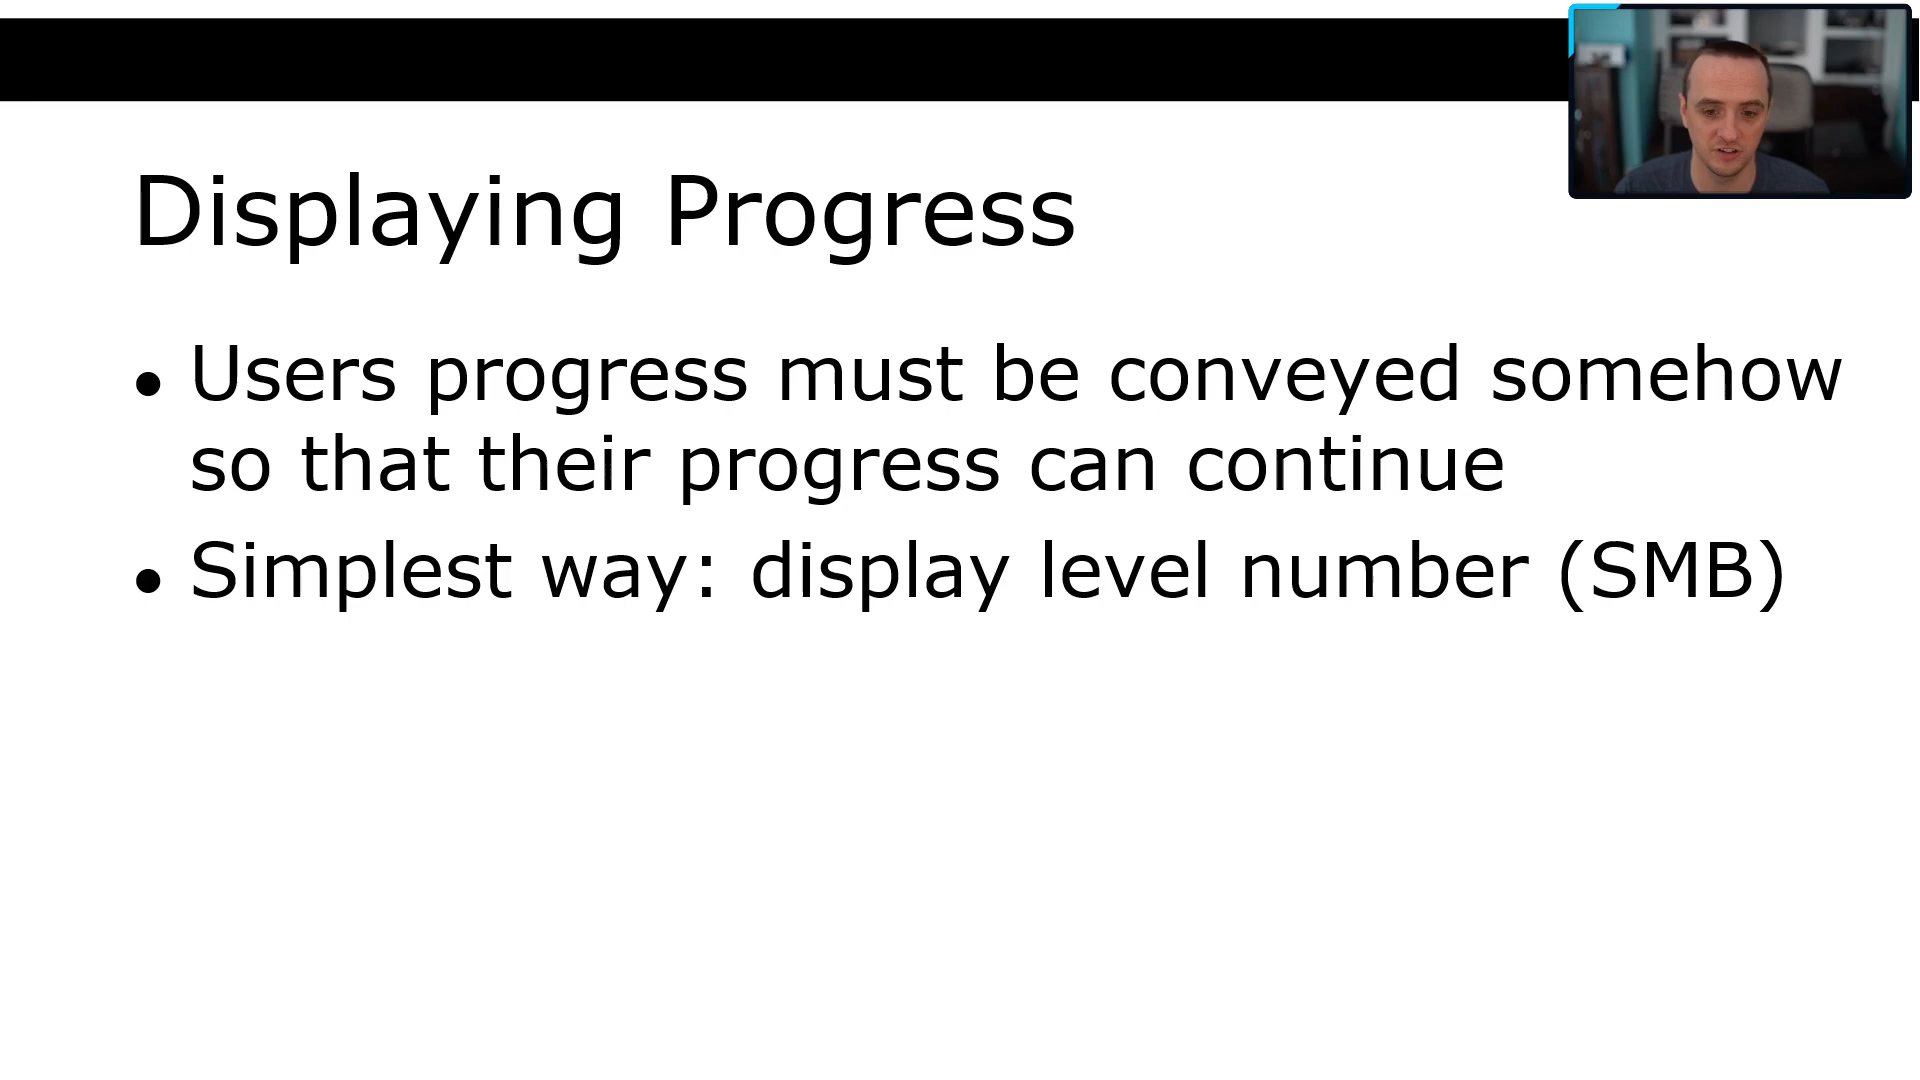 Displaying Progress
• Users progress must be conveyed somehow
so that their progress can continue
• Simplest way: display level number (SMB)